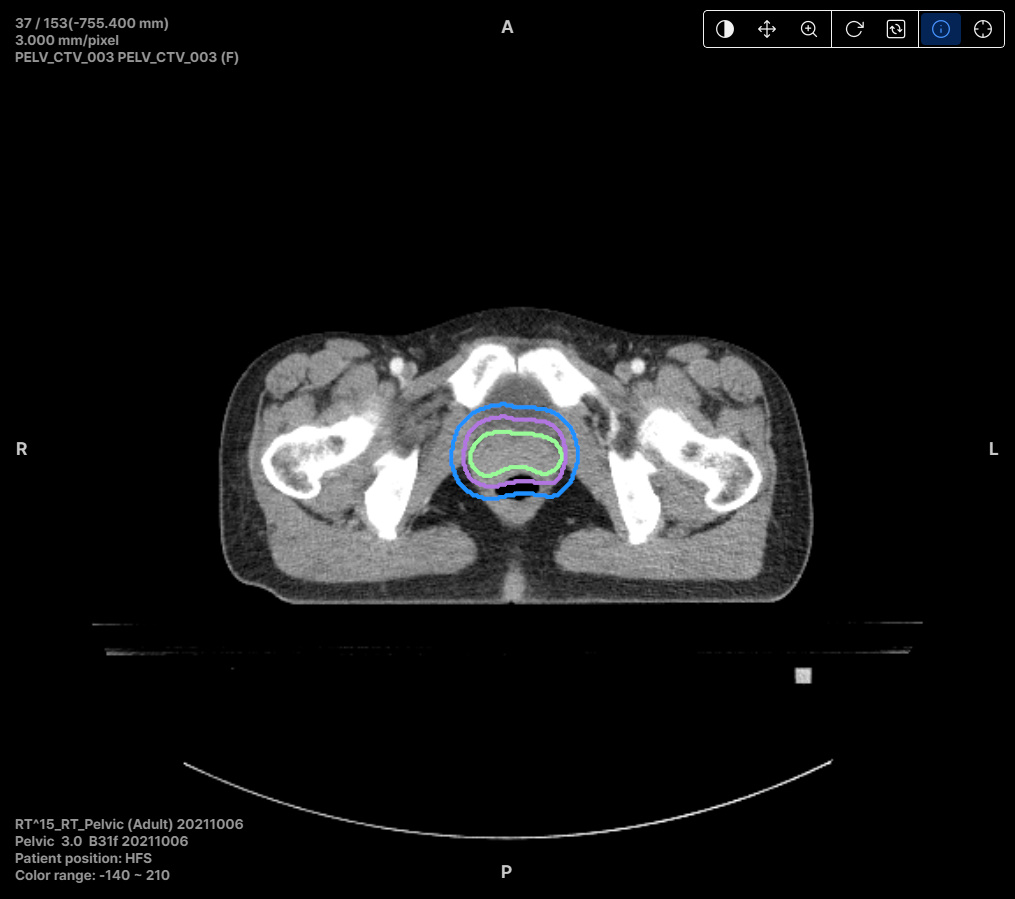 37 / 153(-755.400 mm)
3.000 mm/pixel
PELV_CTV_003 PELV_CTV_003 (F)
A
R
L
RT^15_RT_Pelvic (Adult) 20211006
Pelvic 3.0 B31f 20211006
Patient position: HFS
Color range: -140 ~ 210
P